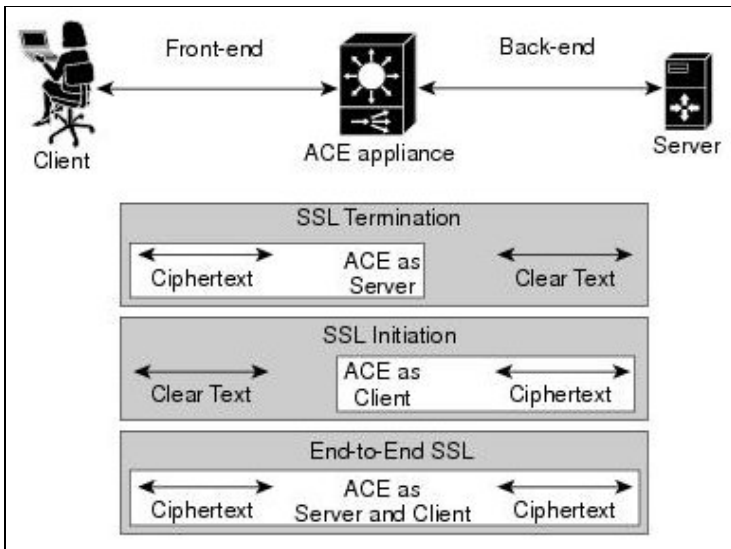 Front-end
Back-end
Client
ACE appliance
Server
SSL Termination
Ciphertext
ACE as
Server
Clear Text
SSL Initiation
Clear Text
ACE as
Client
Ciphertext
End-to-End SSL
Ciphertext
ACE as
Server and Client
Ciphertext